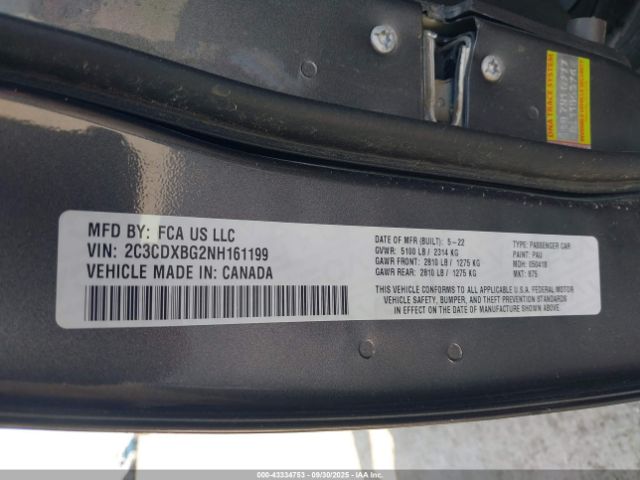 DNA TRACE SYSTEM
MFD BY: FCA US LLC
VIN: 2C3CDXBG2NH161199
VEHICLE MADE IN: CANADA
DATE OF MFR (BUILT): 5-22
GVWR: 5100 LB / 2314 KG
GAWR FRONT: 2810 LB / 1275 KG
GAWR REAR: 2810 LB / 1275 KG
TYPE: PASSENGER CAR
PAINT: PAU
MDH: 050418
MKT: 875
THIS VEHICLE CONFORMS TO ALL APPLICABLE U.S.A. FEDERAL MOTOR
VEHICLE SAFETY, BUMPER, AND THEFT PREVENTION STANDARDS
IN EFFECT ON THE DATE OF MANUFACTURE SHOWN ABOVE.
000-43334753 - 09/30/2025 - IAA Inc.